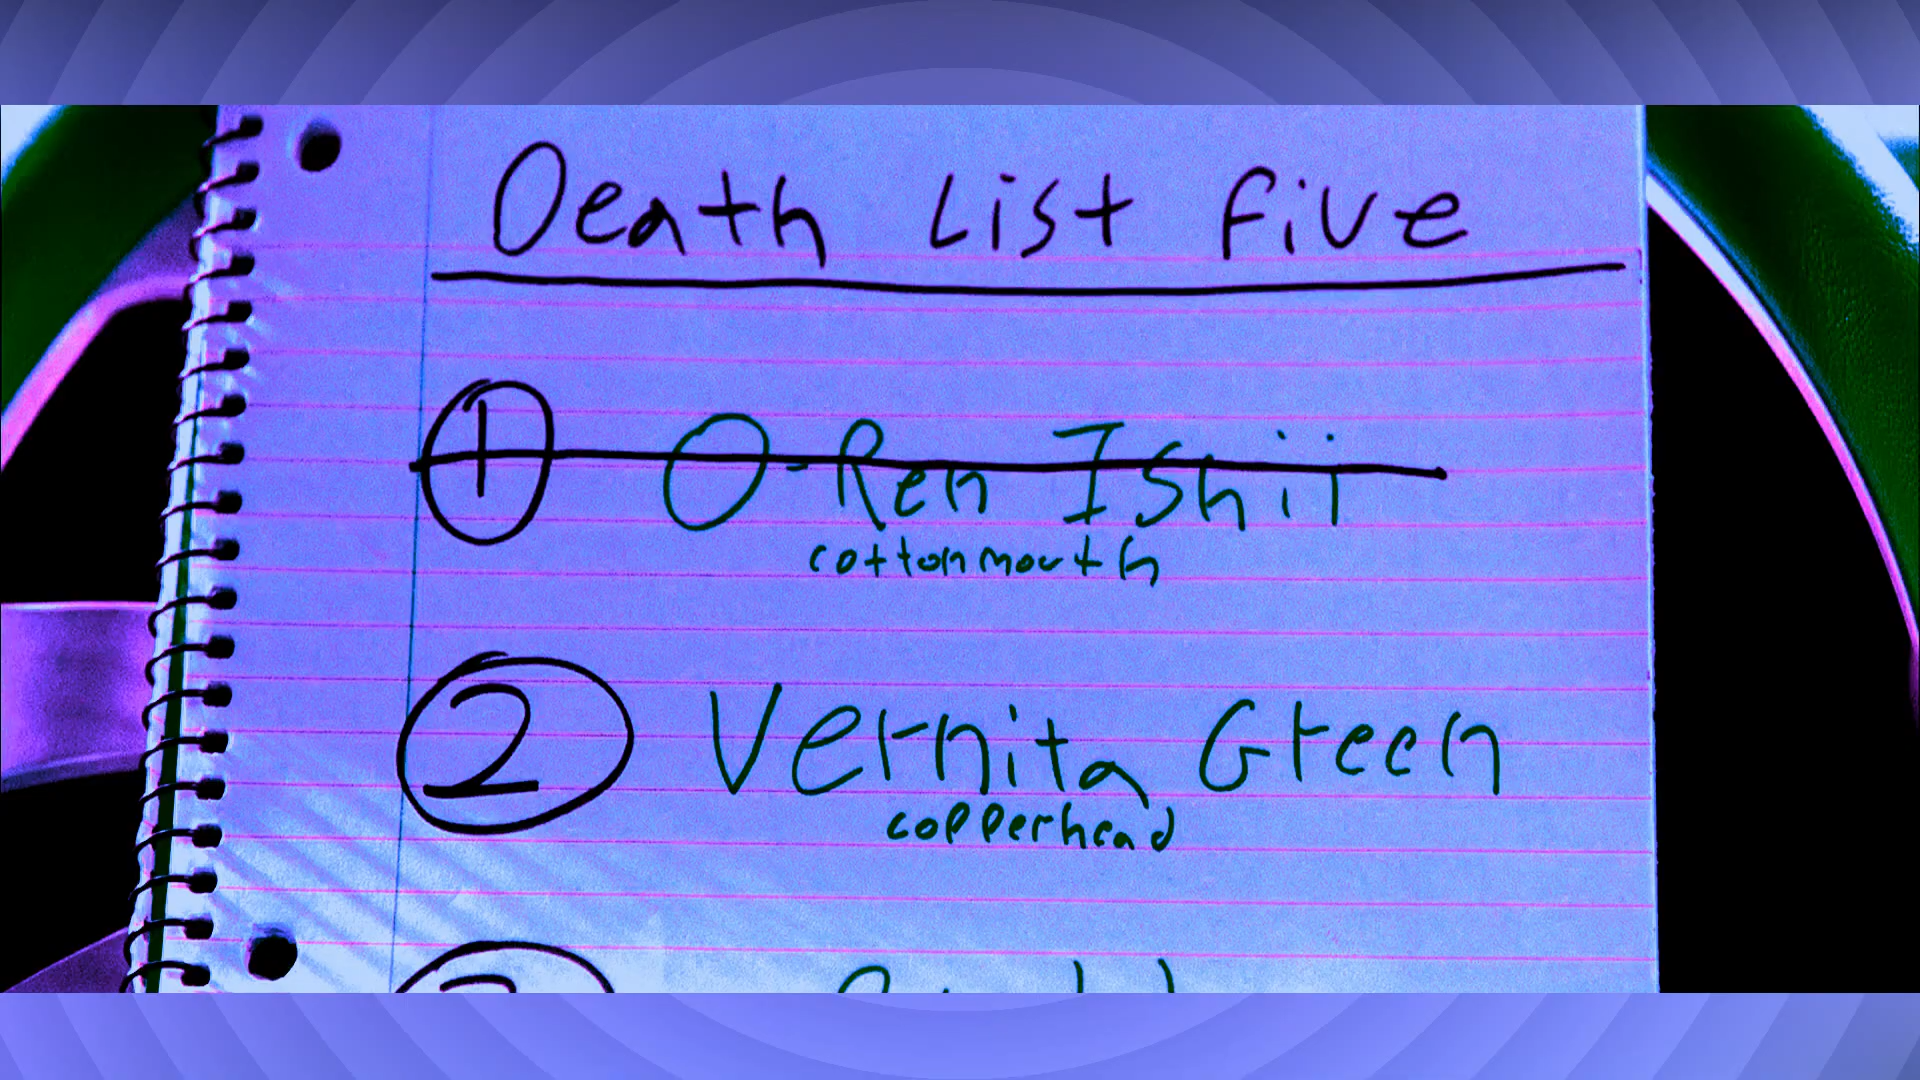 Death List Five
1 O-Ren Ishii
cottonmouth
2 Vernita Green
copperhead